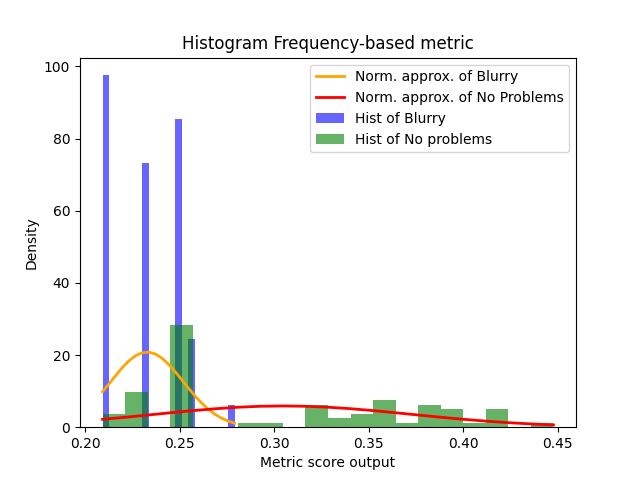 Histogram Frequency-based metric
Norm. approx. of Blurry
Norm. approx. of No Problems
Hist of Blurry
Hist of No problems
Density
100
80
60
40
20
0
0.20 0.25 0.30 0.35 0.40 0.45
Metric score output